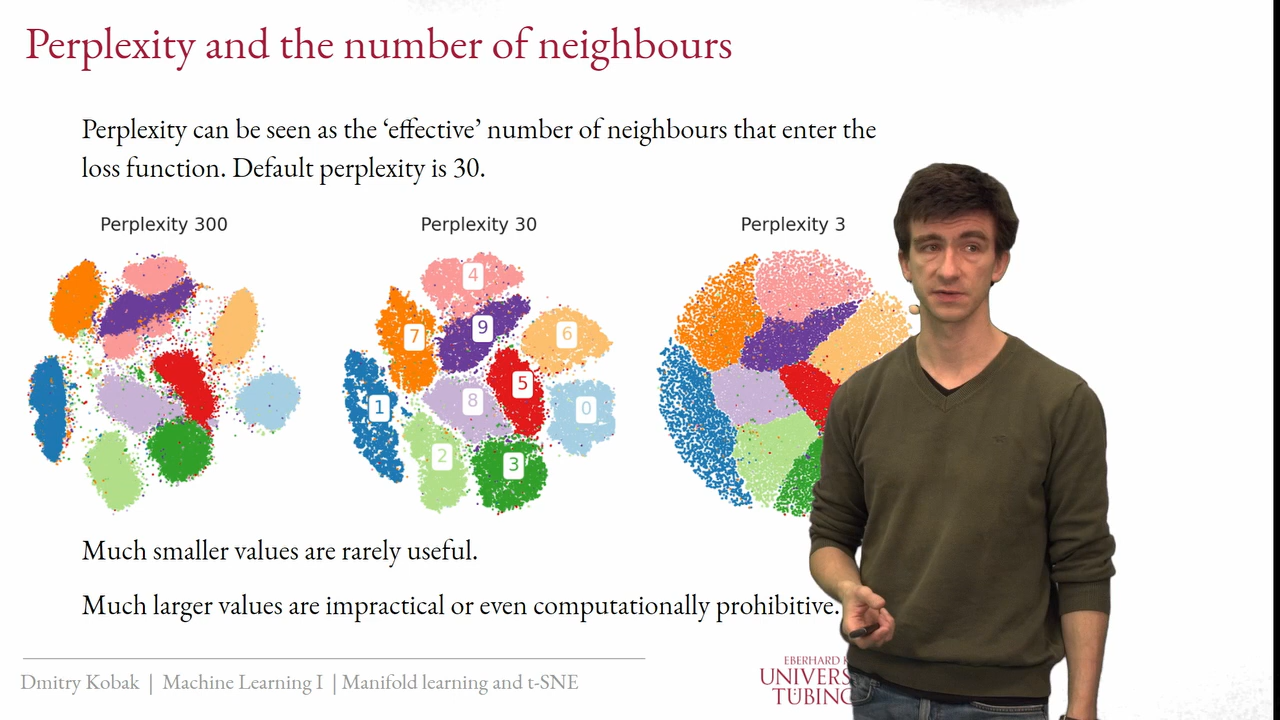 Perplexity and the number of neighbours
Perplexity can be seen as the ‘effective’ number of neighbours that enter the
loss function. Default perplexity is 30.
Perplexity 300
Perplexity 30
Perplexity 3
4
7
9
6
5
1
8
0
2
3
Much smaller values are rarely useful.
Much larger values are impractical or even computationally prohibitive.
Dmitry Kobak | Machine Learning I | Manifold learning and t-SNE
EBERHARD
UNIVERS
TÜBING